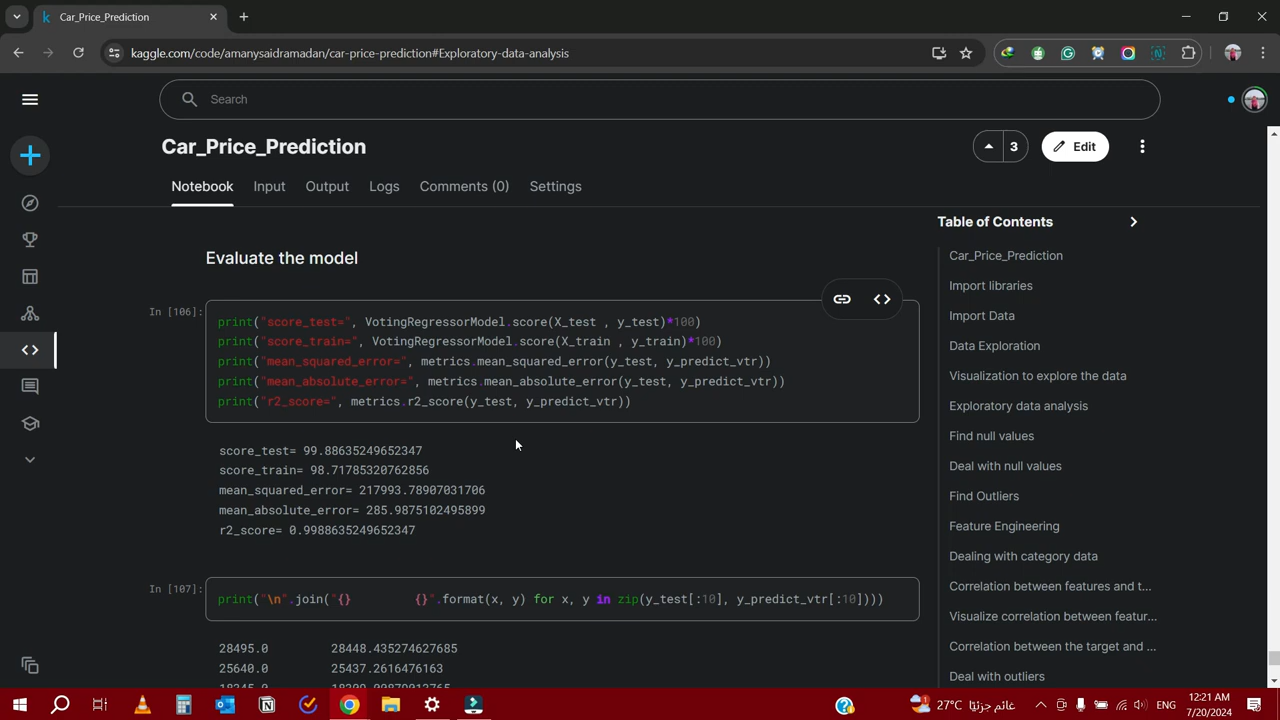 Car_Price_Prediction
kaggle.com/code/amanysaidramadan/car-price-prediction#Exploratory-data-analysis
Search
Car_Price_Prediction
3
Edit
Notebook
Input
Output
Logs
Comments (0)
Settings
Evaluate the model
In [106]:
print("score_test=", VotingRegressorModel.score(X_test , y_test)*100)
print("score_train=", VotingRegressorModel.score(X_train , y_train)*100)
print("mean_squared_error=", metrics.mean_squared_error(y_test, y_predict_vtr))
print("mean_absolute_error=", metrics.mean_absolute_error(y_test, y_predict_vtr))
print("r2_score=", metrics.r2_score(y_test, y_predict_vtr))
score_test= 99.88635249652347
score_train= 98.71785320762856
mean_squared_error= 217993.78907031706
mean_absolute_error= 285.9875102495899
r2_score= 0.9988635249652347
In [107]:
print("\n".join("{} {}".format(x, y) for x, y in zip(y_test[:10], y_predict_vtr[:10])))
28495.0 28448.435274627685
25640.0 25437.2616476163
Table of Contents
Car_Price_Prediction
Import libraries
Import Data
Data Exploration
Visualization to explore the data
Exploratory data analysis
Find null values
Deal with null values
Find Outliers
Feature Engineering
Dealing with category data
Correlation between features and t...
Visualize correlation between featur...
Correlation between the target and ...
Deal with outliers
27°C غائم جزئيًا
ENG
12:21 AM
7/20/2024